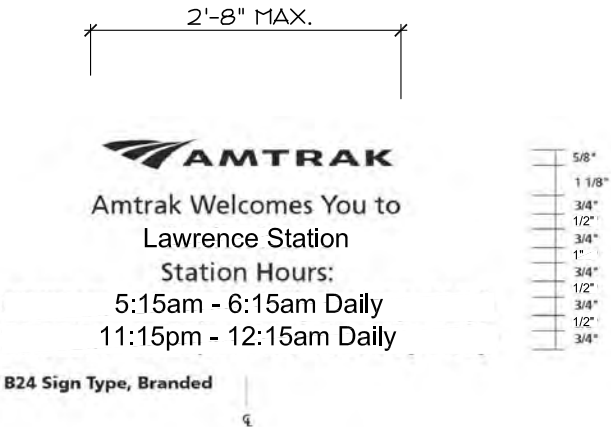 2'-8" MAX.
AMTRAK
Amtrak Welcomes You to
Lawrence Station
Station Hours:
5:15am - 6:15am Daily
11:15pm - 12:15am Daily
5/8"
1 1/8"
3/4"
1/2"
3/4"
1"
3/4"
1/2"
3/4"
1/2"
3/4"
B24 Sign Type, Branded
℄